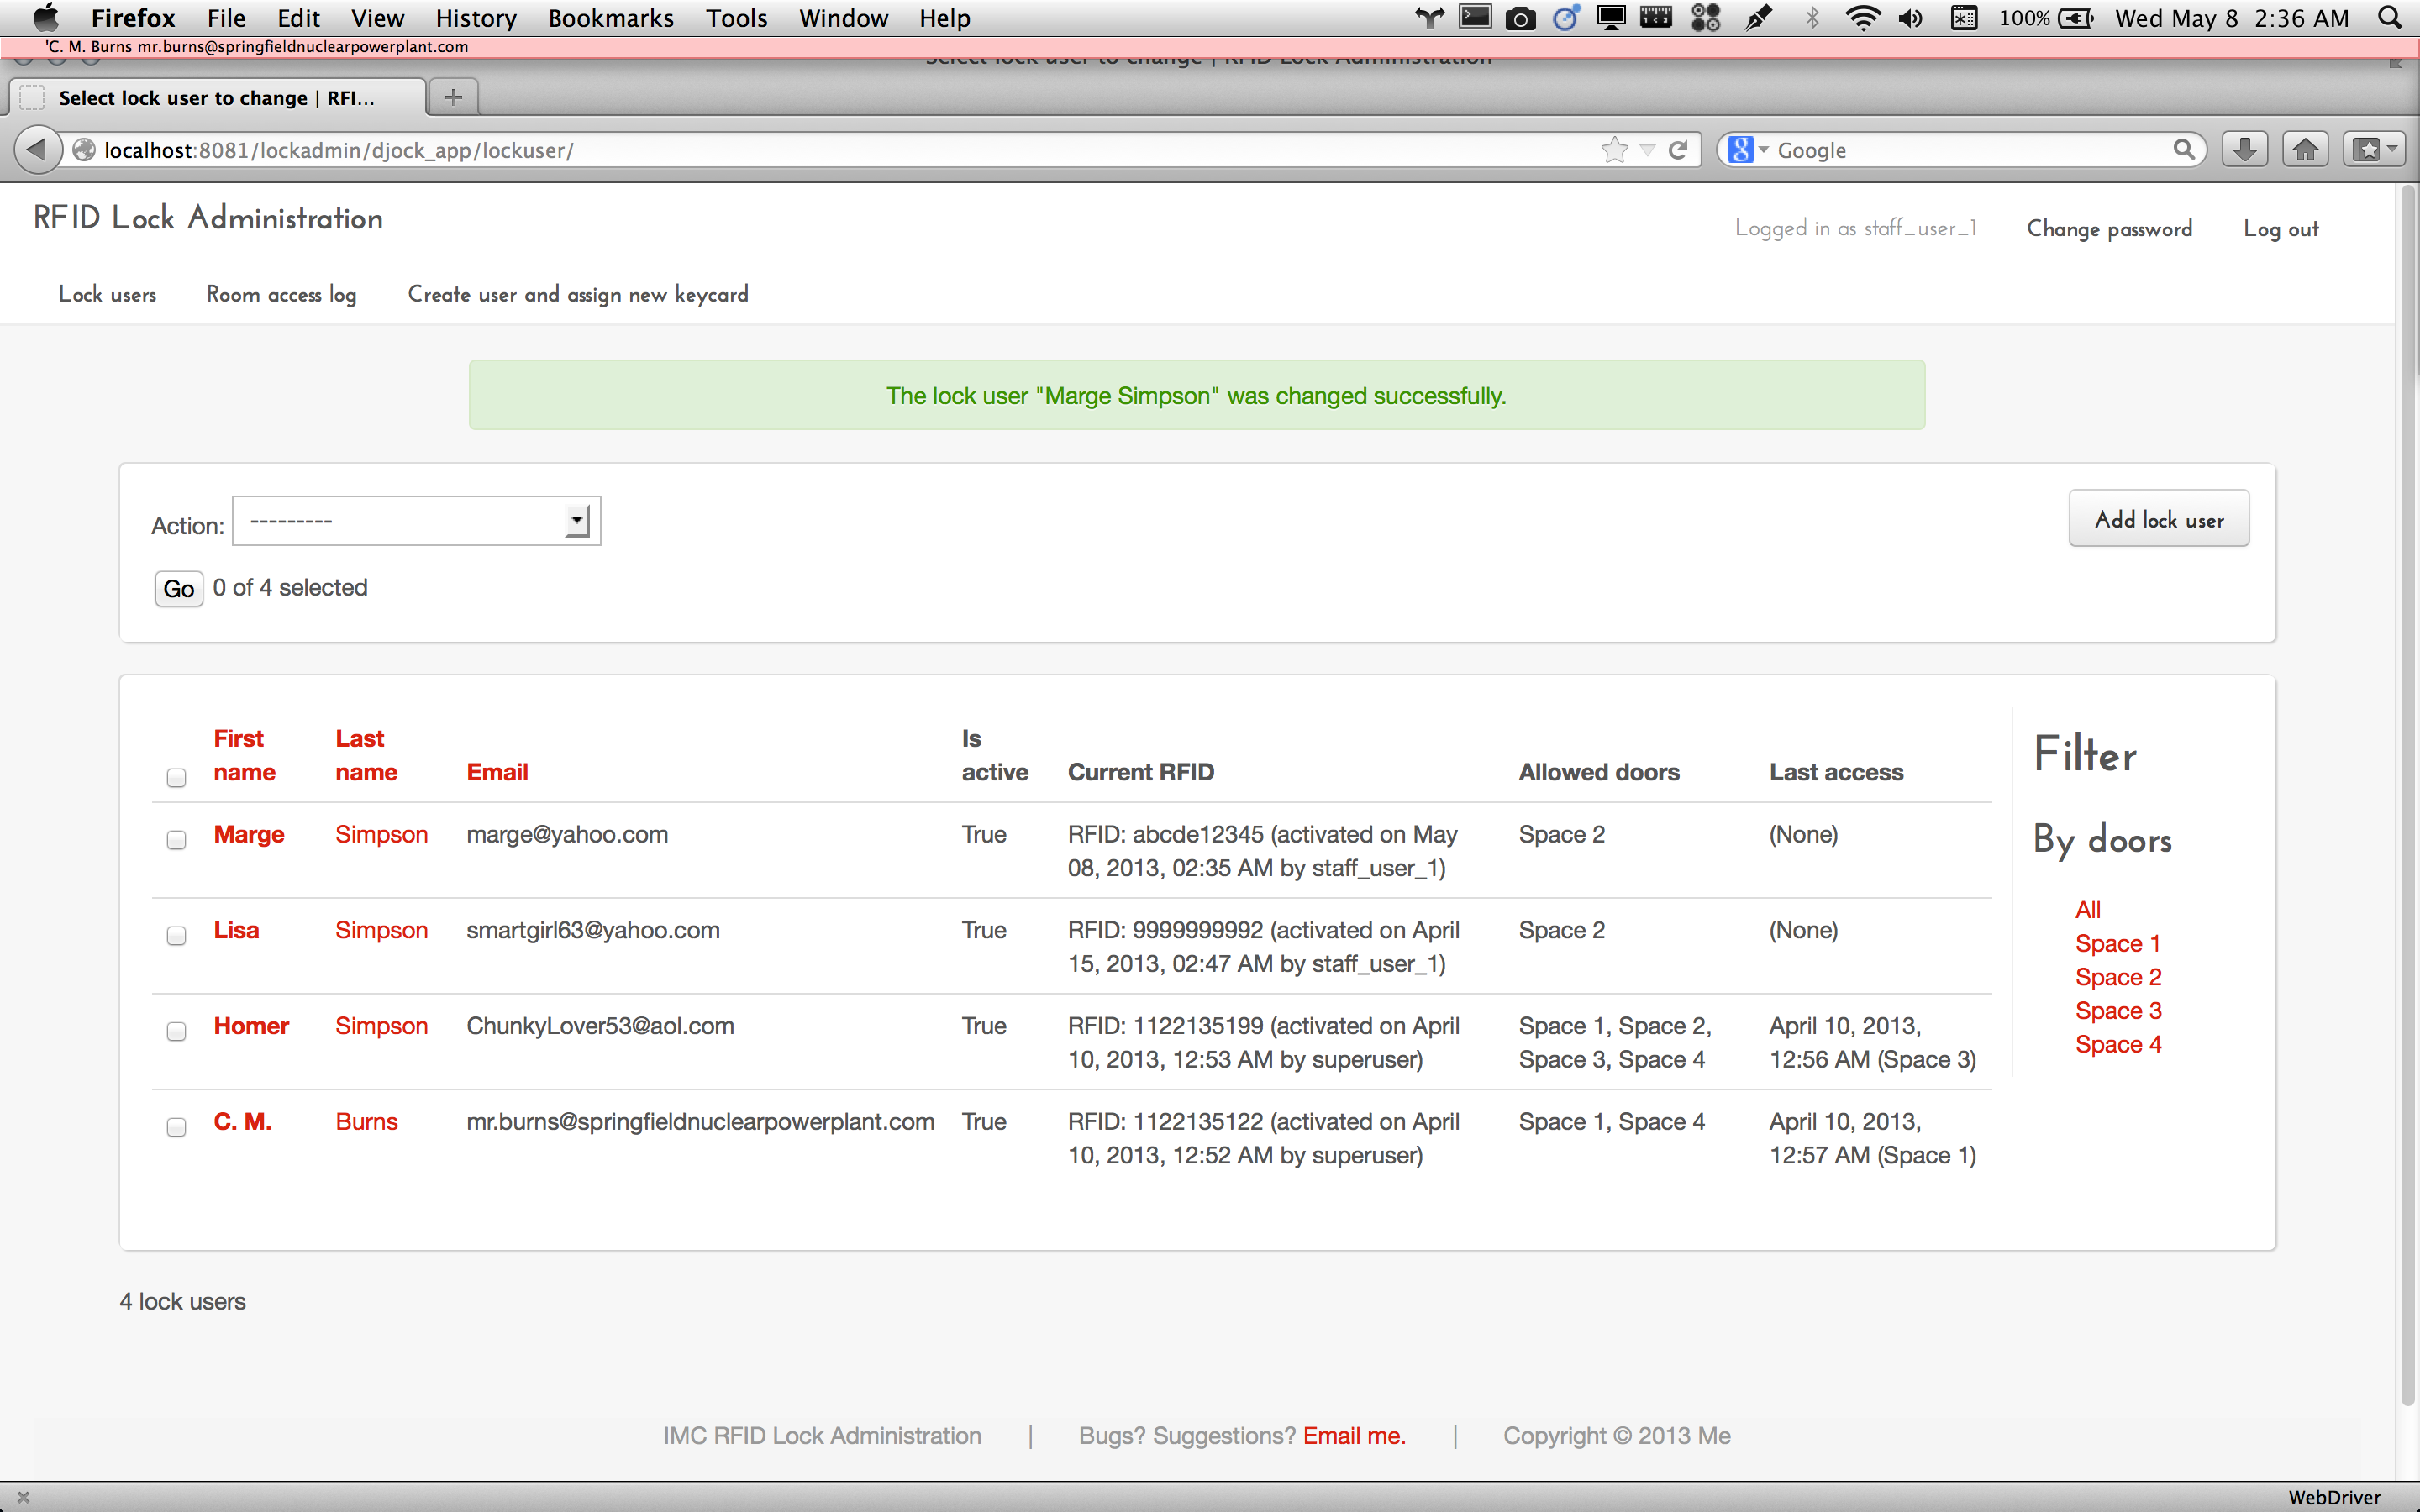 Firefox File Edit View History Bookmarks Tools Window Help 100% Wed May 8 2:36 AM
'C. M. Burns mr.burns@springfieldnuclearpowerplant.com
Select lock user to change | RFID Lock Administration
Select lock user to change | RFI...
localhost:8081/lockadmin/djock_app/lockuser/ Google
RFID Lock Administration
Logged in as staff_user_1 Change password Log out
Lock users Room access log Create user and assign new keycard
The lock user "Marge Simpson" was changed successfully.
Action: --------- Add lock user
Go 0 of 4 selected
First name Last name Email Is active Current RFID Allowed doors Last access
Marge Simpson marge@yahoo.com True RFID: abcde12345 (activated on May 08, 2013, 02:35 AM by staff_user_1) Space 2 (None)
Lisa Simpson smartgirl63@yahoo.com True RFID: 9999999992 (activated on April 15, 2013, 02:47 AM by staff_user_1) Space 2 (None)
Homer Simpson ChunkyLover53@aol.com True RFID: 1122135199 (activated on April 10, 2013, 12:53 AM by superuser) Space 1, Space 2, Space 3, Space 4 April 10, 2013, 12:56 AM (Space 3)
C. M. Burns mr.burns@springfieldnuclearpowerplant.com True RFID: 1122135122 (activated on April 10, 2013, 12:52 AM by superuser) Space 1, Space 4 April 10, 2013, 12:57 AM (Space 1)
Filter
By doors
All
Space 1
Space 2
Space 3
Space 4
4 lock users
IMC RFID Lock Administration | Bugs? Suggestions? Email me. | Copyright © 2013 Me
WebDriver